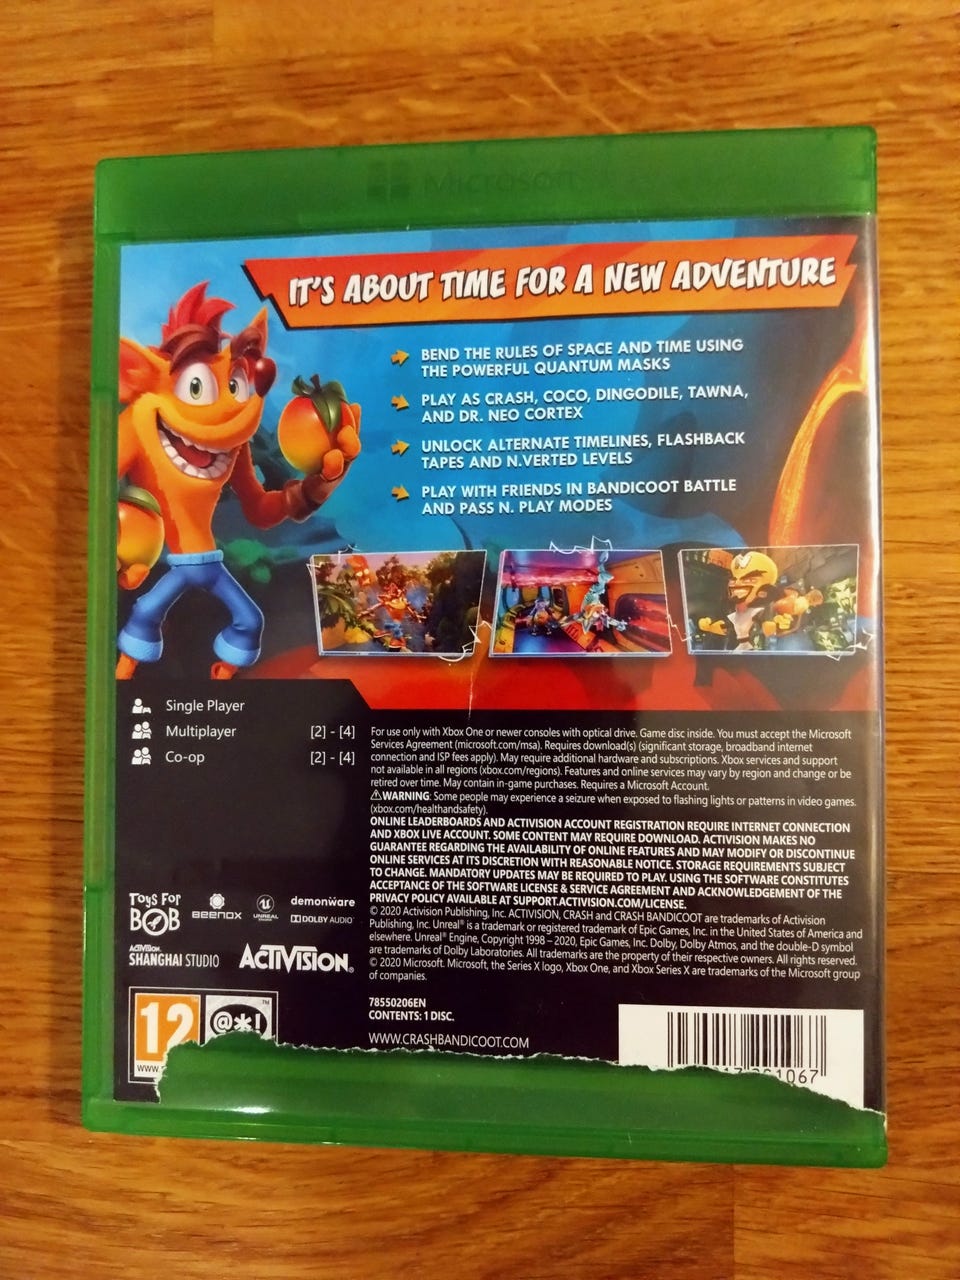 Microsoft
IT'S ABOUT TIME FOR A NEW ADVENTURE
BEND THE RULES OF SPACE AND TIME USING
THE POWERFUL QUANTUM MASKS
PLAY AS CRASH, COCO, DINGODILE, TAWNA,
AND DR. NEO CORTEX
UNLOCK ALTERNATE TIMELINES, FLASHBACK
TAPES AND N.VERTED LEVELS
PLAY WITH FRIENDS IN BANDICOOT BATTLE
AND PASS N. PLAY MODES
Single Player
Multiplayer [2] - [4]
Co-op [2] - [4]
For use only with Xbox One or newer consoles with optical drive. Game disc inside. You must accept the Microsoft
Services Agreement (microsoft.com/msa). Requires download(s) (significant storage, broadband internet
connection and ISP fees apply). May require additional hardware and subscriptions. Xbox services and support
not available in all regions (xbox.com/regions). Features and online services may vary by region and change or be
retired over time. May contain in-game purchases. Requires a Microsoft Account.
⚠WARNING: Some people may experience a seizure when exposed to flashing lights or patterns in video games.
(xbox.com/healthandsafety).
ONLINE LEADERBOARDS AND ACTIVISION ACCOUNT REGISTRATION REQUIRE INTERNET CONNECTION
AND XBOX LIVE ACCOUNT. SOME CONTENT MAY REQUIRE DOWNLOAD. ACTIVISION MAKES NO
GUARANTEE REGARDING THE AVAILABILITY OF ONLINE FEATURES AND MAY MODIFY OR DISCONTINUE
ONLINE SERVICES AT ITS DISCRETION WITH REASONABLE NOTICE. STORAGE REQUIREMENTS SUBJECT
TO CHANGE. MANDATORY UPDATES MAY BE REQUIRED TO PLAY. USING THE SOFTWARE CONSTITUTES
ACCEPTANCE OF THE SOFTWARE LICENSE & SERVICE AGREEMENT AND ACKNOWLEDGEMENT OF THE
PRIVACY POLICY AVAILABLE AT SUPPORT.ACTIVISION.COM/LICENSE.
© 2020 Activision Publishing, Inc. ACTIVISION, CRASH and CRASH BANDICOOT are trademarks of Activision
Publishing, Inc. Unreal® is a trademark or registered trademark of Epic Games, Inc. in the United States of America and
elsewhere. Unreal® Engine, Copyright 1998 – 2020, Epic Games, Inc. Dolby, Dolby Atmos, and the double-D symbol
are trademarks of Dolby Laboratories. All trademarks are the property of their respective owners. All rights reserved.
© 2020 Microsoft. Microsoft, the Series X logo, Xbox One, and Xbox Series X are trademarks of the Microsoft group
of companies.
TOYS FOR
BOB
BEENOX
UNREAL
demonware
DOLBY AUDIO™
ACTIVISION
SHANGHAI STUDIO
ACTIVISION®
78550206EN
CONTENTS: 1 DISC.
WWW.CRASHBANDICOOT.COM
12
@*!
™
www.
1067